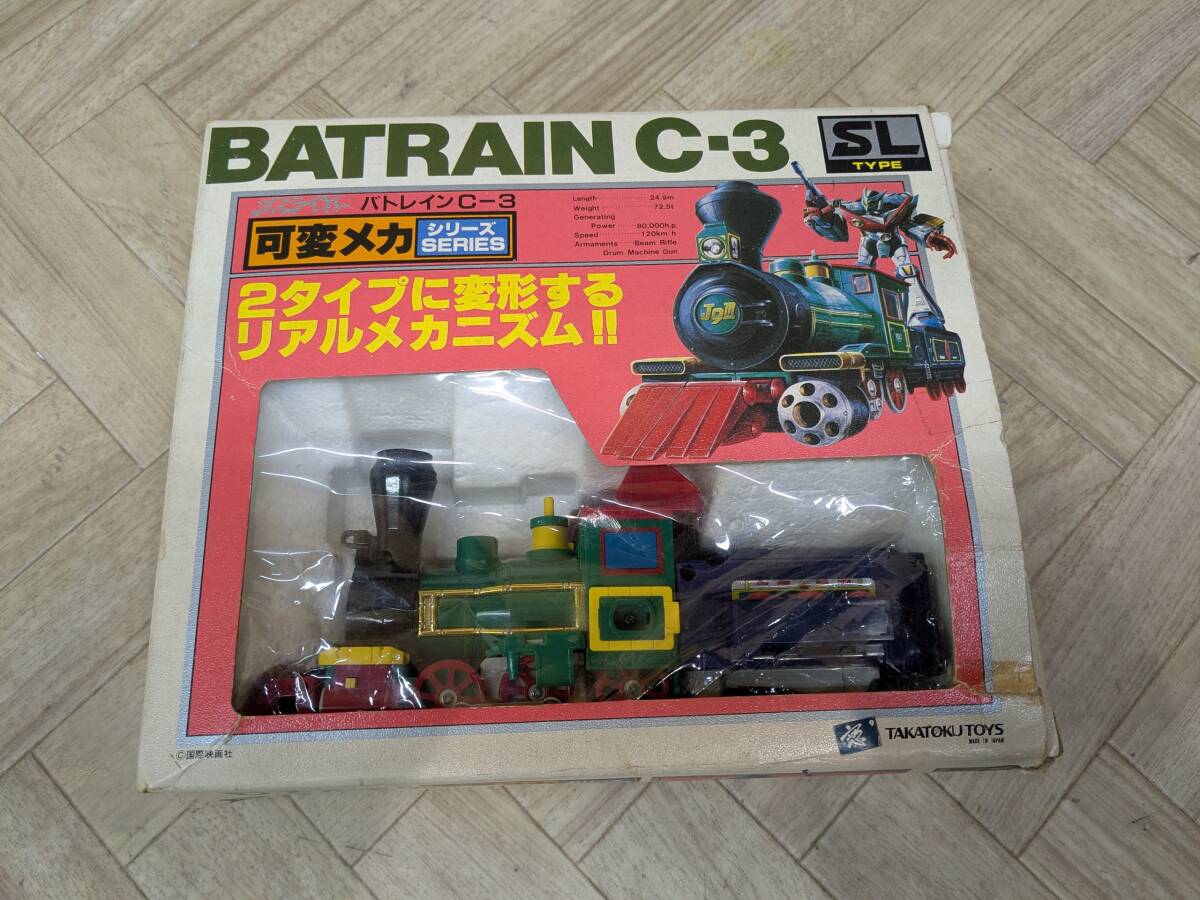 BATRAIN C-3
SL
TYPE
バトレインC-3
可変メカ
シリーズ
SERIES
Length 24.9m
Weight 72.5t
Generating
Power 80,000h.p.
Speed 120km/h
Armaments Beam Rifle
Drum Machine Gun
2タイプに変形する
リアルメカニズム!!
J9III
©国際映画社
TAKATOKU TOYS
MADE IN JAPAN